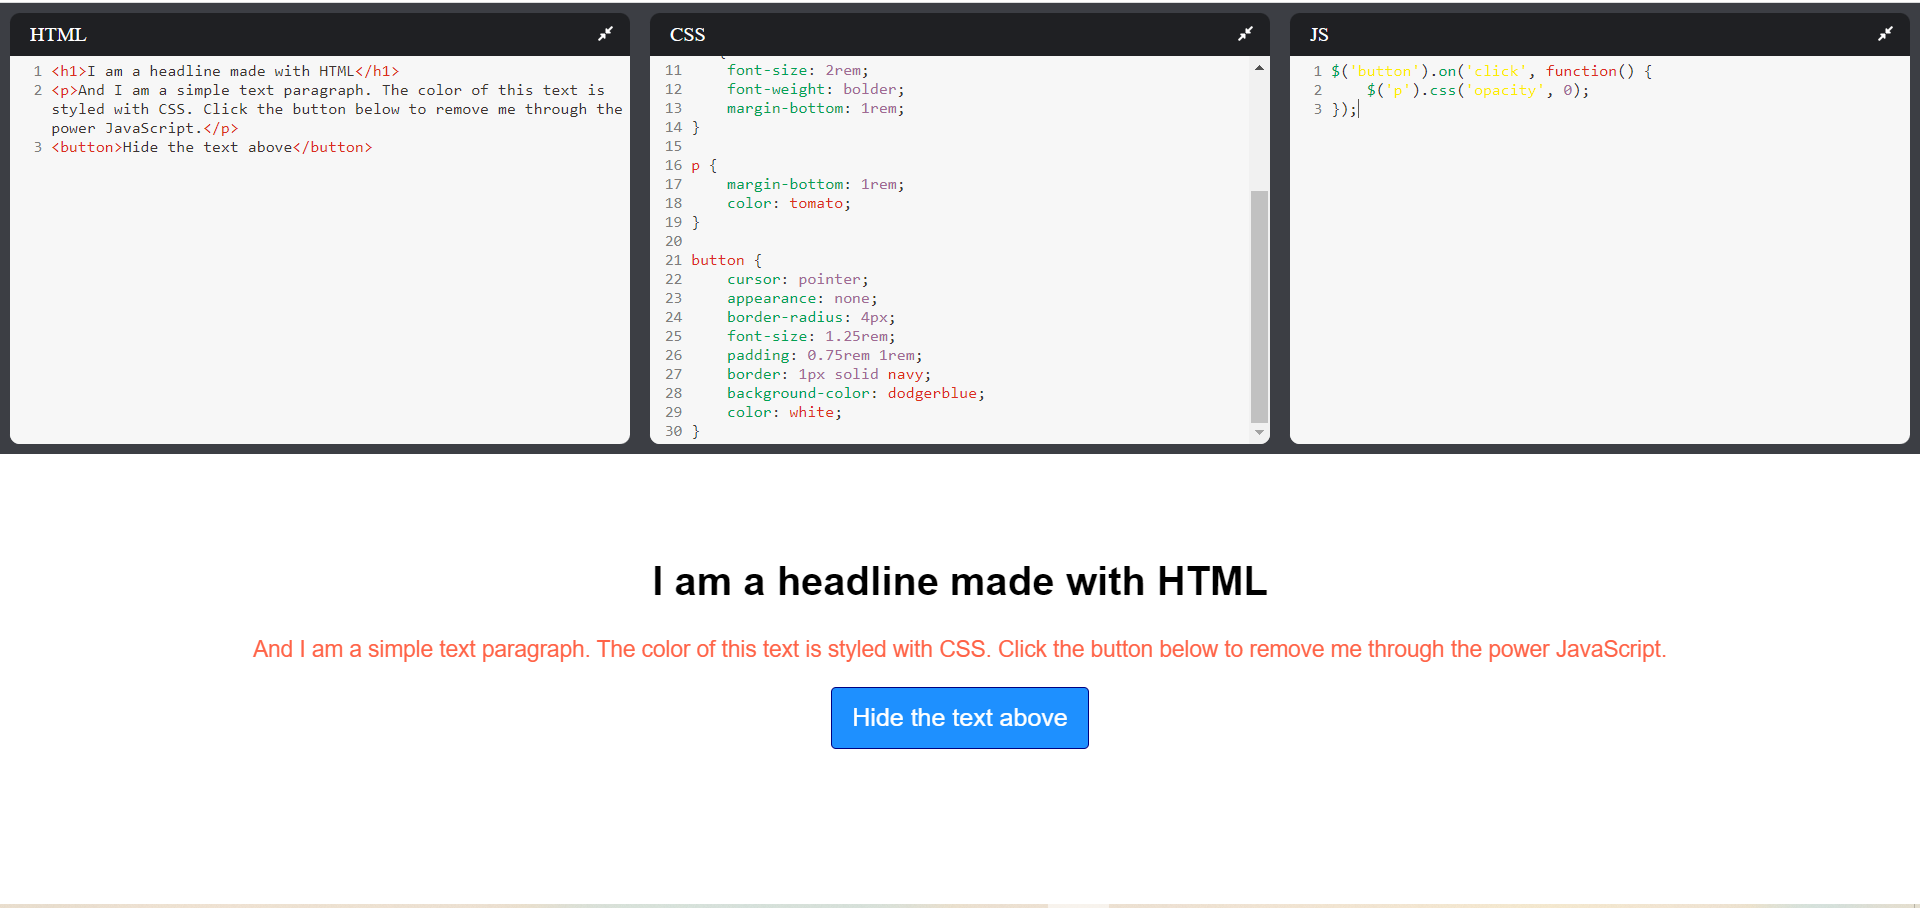 HTML
1 <h1>I am a headline made with HTML</h1>
2 <p>And I am a simple text paragraph. The color of this text is
styled with CSS. Click the button below to remove me through the
power JavaScript.</p>
3 <button>Hide the text above</button>
CSS
11     font-size: 2rem;
12     font-weight: bolder;
13     margin-bottom: 1rem;
14 }
15
16 p {
17     margin-bottom: 1rem;
18     color: tomato;
19 }
20
21 button {
22     cursor: pointer;
23     appearance: none;
24     border-radius: 4px;
25     font-size: 1.25rem;
26     padding: 0.75rem 1rem;
27     border: 1px solid navy;
28     background-color: dodgerblue;
29     color: white;
30 }
JS
1 $('button').on('click', function() {
2     $('p').css('opacity', 0);
3 });
I am a headline made with HTML
And I am a simple text paragraph. The color of this text is styled with CSS. Click the button below to remove me through the power JavaScript.
Hide the text above